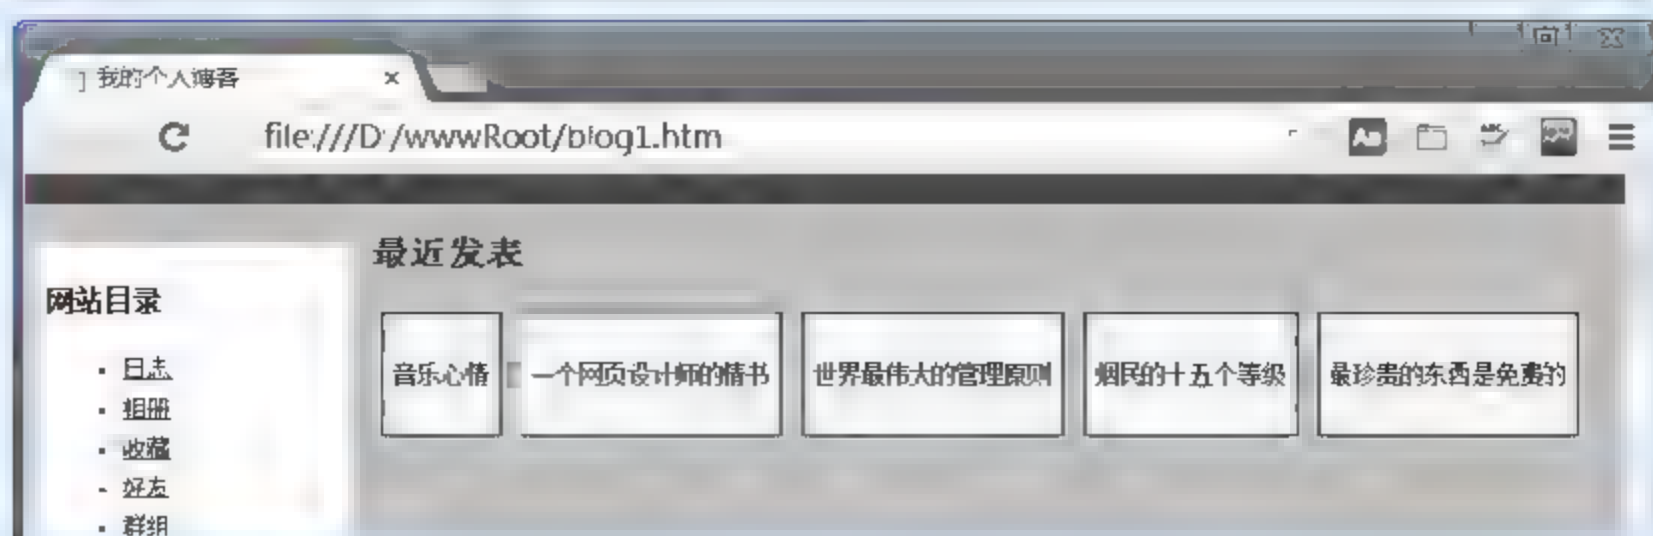 我的个人博客
file:///D:/wwwRoot/blog1.htm
最近发表
网站目录
音乐心情 一个网页设计师的情书 世界最伟大的管理原则 烟民的十五个等级 最珍贵的东西是免费的
日志
相册
收藏
好友
群组